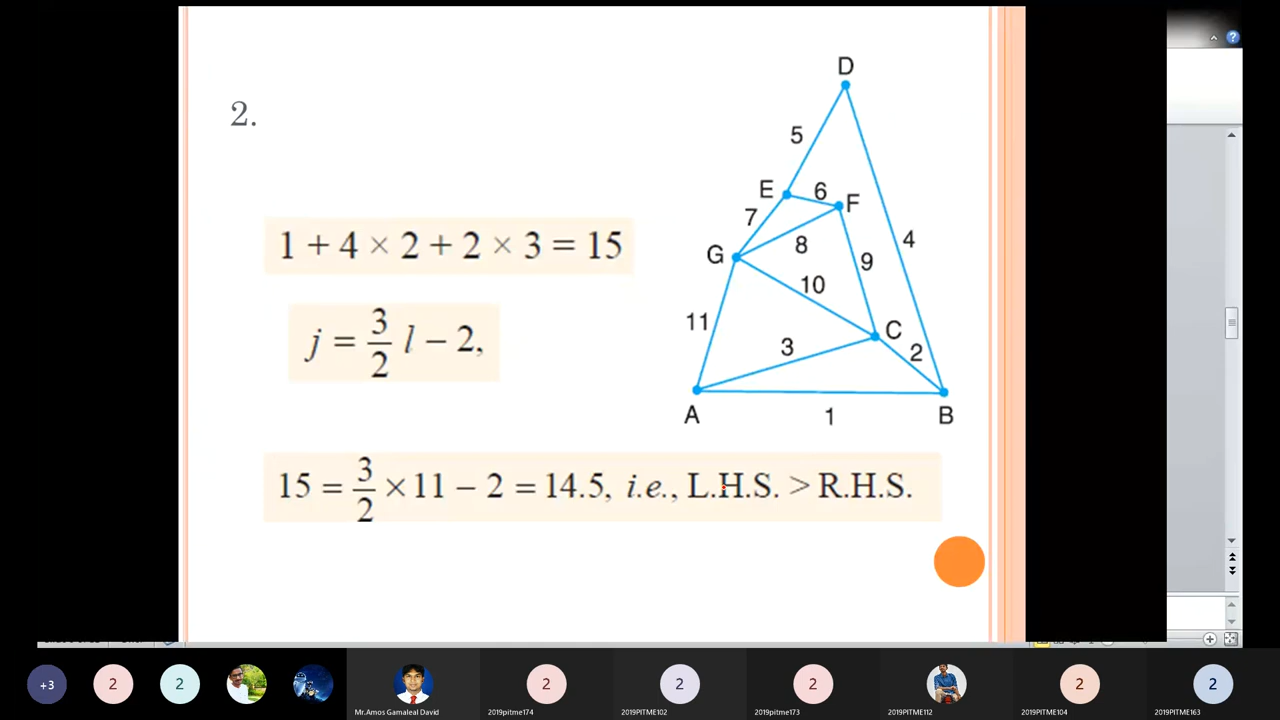 2.
D
5
E
6
F
7
8
4
G
9
10
11
C
3
2
A
B
1
1 + 4 × 2 + 2 × 3 = 15
j = 3/2 l – 2,
15 = 3/2 × 11 – 2 = 14.5, i.e., L.H.S. > R.H.S.
+3
2
2
2
2
2
2
2
Mr.Amos Gamaleal David
2019pitme174
2019PITME102
2019pitme173
2019PITME112
2019PITME104
2019PITME163